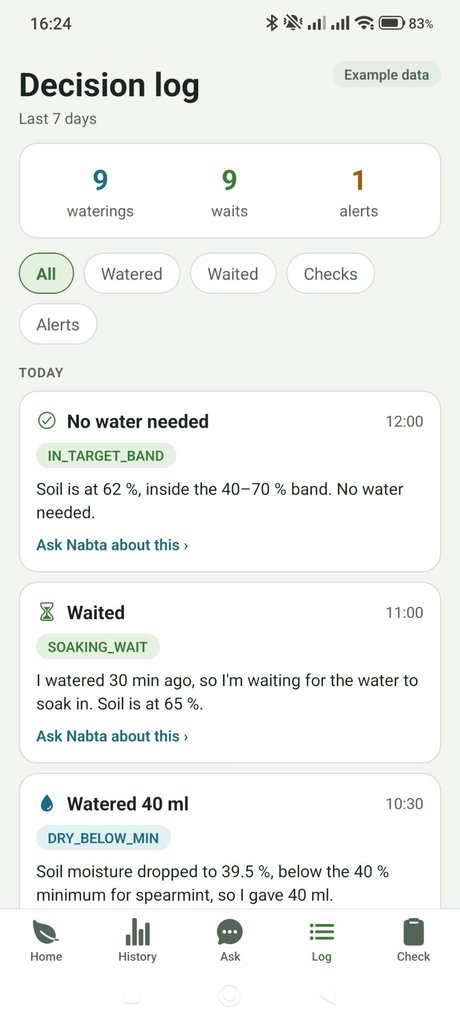 16:24
83%
Decision log
Example data
Last 7 days
9 9 1
waterings waits alerts
All Watered Waited Checks
Alerts
TODAY
No water needed 12:00
IN_TARGET_BAND
Soil is at 62 %, inside the 40–70 % band. No water
needed.
Ask Nabta about this ›
Waited 11:00
SOAKING_WAIT
I watered 30 min ago, so I'm waiting for the water to
soak in. Soil is at 65 %.
Ask Nabta about this ›
Watered 40 ml 10:30
DRY_BELOW_MIN
Soil moisture dropped to 39.5 %, below the 40 %
minimum for spearmint, so I gave 40 ml.
Home History Ask Log Check